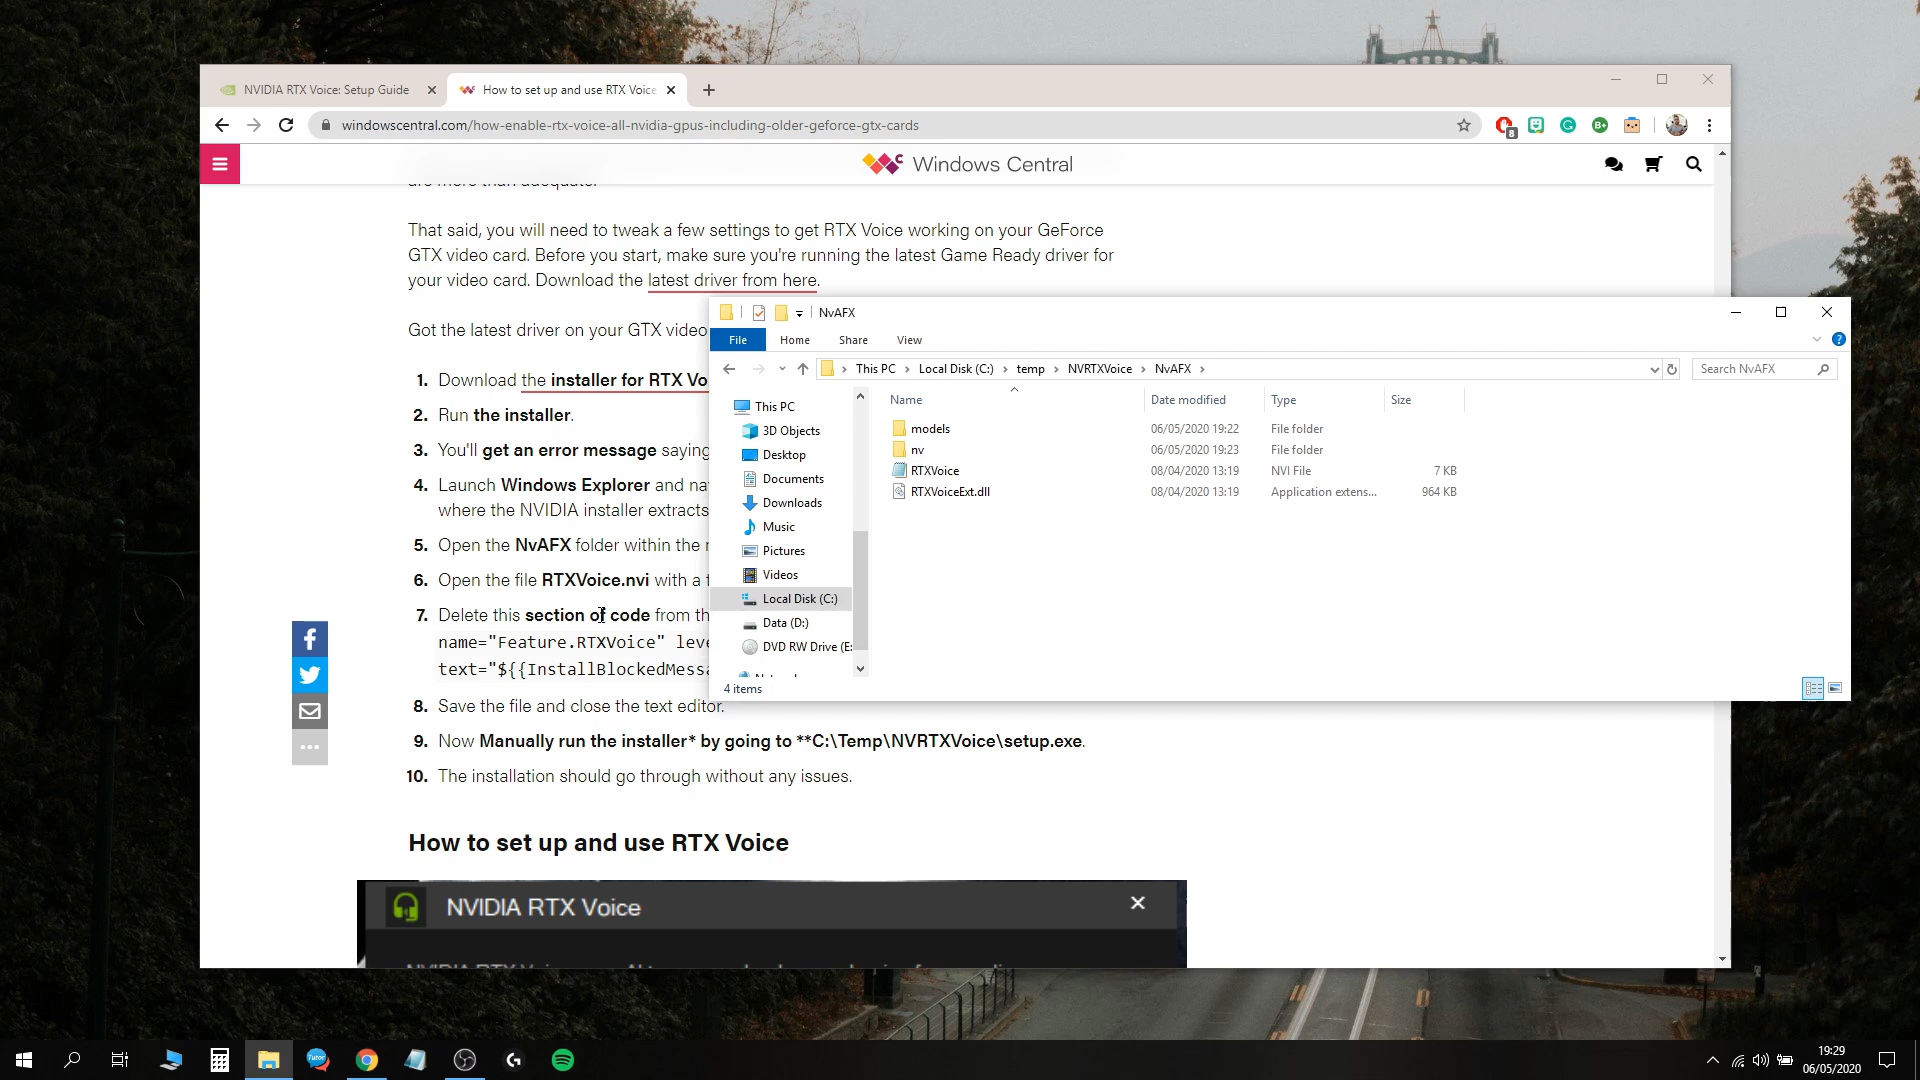 NVIDIA RTX Voice: Setup Guide
How to set up and use RTX Voice
windowscentral.com/how-enable-rtx-voice-all-nvidia-gpus-including-older-geforce-gtx-cards
8
Windows Central
are more than adequate.
That said, you will need to tweak a few settings to get RTX Voice working on your GeForce
GTX video card. Before you start, make sure you're running the latest Game Ready driver for
your video card. Download the latest driver from here.
Got the latest driver on your GTX video
1. Download the installer for RTX Vo
2. Run the installer.
3. You'll get an error message saying
4. Launch Windows Explorer and na
where the NVIDIA installer extracts
5. Open the NvAFX folder within the
6. Open the file RTXVoice.nvi with a
7. Delete this section of code from th
name="Feature.RTXVoice" leve
text="${{InstallBlockedMessa
8. Save the file and close the text editor.
9. Now Manually run the installer* by going to **C:\Temp\NVRTXVoice\setup.exe.
10. The installation should go through without any issues.
How to set up and use RTX Voice
NVIDIA RTX Voice
NvAFX
File Home Share View
This PC Local Disk (C:) temp NVRTXVoice NvAFX
Search NvAFX
Name Date modified Type Size
models 06/05/2020 19:22 File folder
nv 06/05/2020 19:23 File folder
RTXVoice 08/04/2020 13:19 NVI File 7 KB
RTXVoiceExt.dll 08/04/2020 13:19 Application extens... 964 KB
This PC
3D Objects
Desktop
Documents
Downloads
Music
Pictures
Videos
Local Disk (C:)
Data (D:)
DVD RW Drive (E:
4 items
Tutor
19:29
06/05/2020